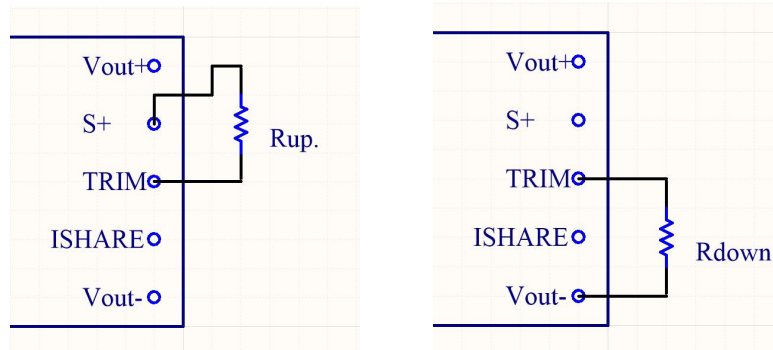 Vout+
S+
TRIM
ISHARE
Vout-
Rup.
Vout+
S+
TRIM
ISHARE
Vout-
Rdown